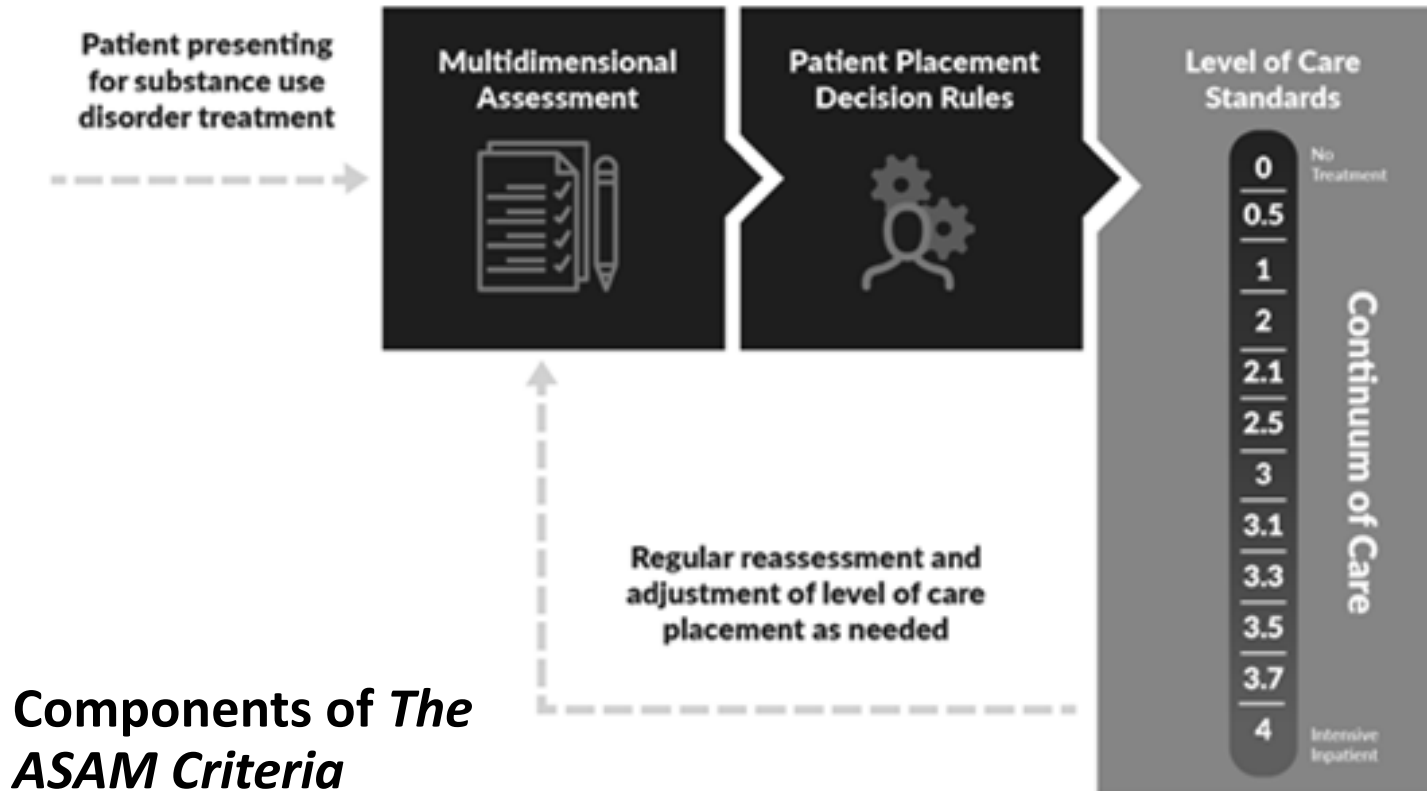 Patient presenting
for substance use
disorder treatment
Multidimensional
Assessment
Patient Placement
Decision Rules
Level of Care
Standards
0
No
Treatment
0.5
1
2
2.1
2.5
3
3.1
3.3
3.5
3.7
4
Intensive
Inpatient
Continuum of Care
Regular reassessment and
adjustment of level of care
placement as needed
Components of The
ASAM Criteria